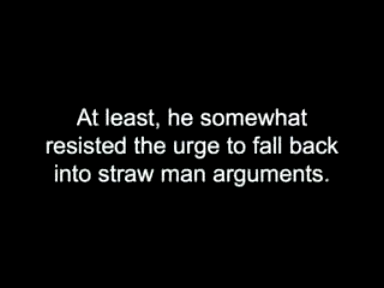 At least, he somewhat
resisted the urge to fall back
into straw man arguments.